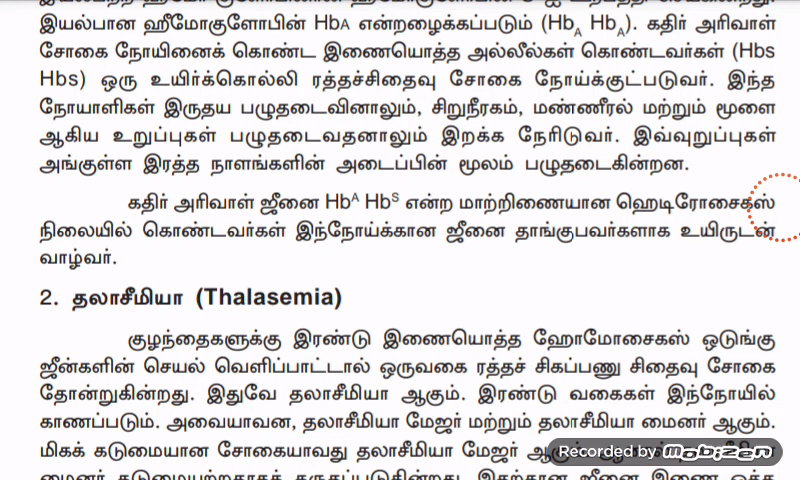 இயல்பான ஹீமோகுளோபின் HbA என்றழைக்கப்படும் (Hb_A Hb_A). கதிர் அரிவாள்
சோகை நோயினைக் கொண்ட இணையொத்த அல்லீல்கள் கொண்டவர்கள் (Hbs
Hbs) ஒரு உயிர்க்கொல்லி ரத்தச்சிதைவு சோகை நோய்க்குட்படுவர். இந்த
நோயாளிகள் இருதய பழுதடைவினாலும், சிறுநீரகம், மண்ணீரல் மற்றும் மூளை
ஆகிய உறுப்புகள் பழுதடைவதனாலும் இறக்க நேரிடுவர். இவ்வுறுப்புகள்
அங்குள்ள இரத்த நாளங்களின் அடைப்பின் மூலம் பழுதடைகின்றன.
கதிர் அரிவாள் ஜீனை Hb^A Hb^S என்ற மாற்றிணையான ஹெடிரோசைகஸ்
நிலையில் கொண்டவர்கள் இந்நோய்க்கான ஜீனை தாங்குபவர்களாக உயிருடன்
வாழ்வர்.
2. தலாசீமியா (Thalasemia)
குழந்தைகளுக்கு இரண்டு இணையொத்த ஹோமோசைகஸ் ஒடுங்கு
ஜீன்களின் செயல் வெளிப்பாட்டால் ஒருவகை ரத்தச் சிகப்பணு சிதைவு சோகை
தோன்றுகின்றது. இதுவே தலாசீமியா ஆகும். இரண்டு வகைகள் இந்நோயில்
காணப்படும். அவையாவன, தலாசீமியா மேஜர் மற்றும் தலாசீமியா மைனர் ஆகும்.
மிகக் கடுமையான சோகையாவது தலாசீமியா மேஜர்
Recorded by mobizen